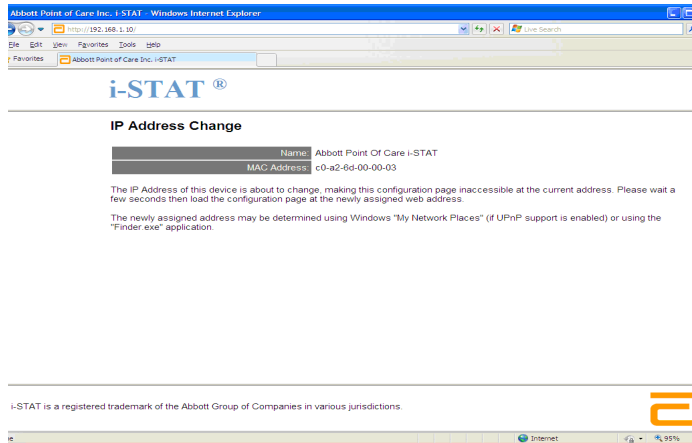 Abbott Point of Care Inc. i-STAT - Windows Internet Explorer
http://192.168.1.10/
Live Search
File Edit View Favorites Tools Help
Favorites Abbott Point of Care Inc. i-STAT
i-STAT ®
IP Address Change
Name: Abbott Point Of Care i-STAT
MAC Address: c0-a2-6d-00-00-03
The IP Address of this device is about to change, making this configuration page inaccessible at the current address. Please wait a
few seconds then load the configuration page at the newly assigned web address.
The newly assigned address may be determined using Windows "My Network Places" (if UPnP support is enabled) or using the
"Finder.exe" application.
i-STAT is a registered trademark of the Abbott Group of Companies in various jurisdictions.
Internet 95%